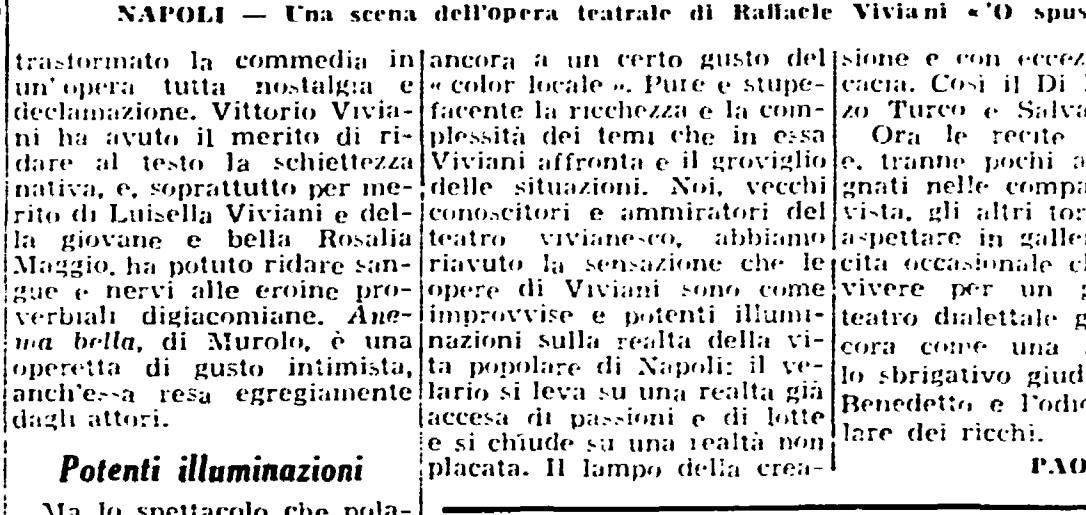 NAPOLI — Una scena dell'opera teatrale di Raffaele Viviani «'O spus
trasformato la commedia in
un'opera tutta nostalgia e
declamazione. Vittorio Vivia-
ni ha avuto il merito di ri-
dare al testo la schiettezza
nativa, e, soprattutto per me-
rito di Luisella Viviani e del-
la giovane e bella Rosalia
Maggio, ha potuto ridare san-
gue e nervi alle eroine pro-
verbiali digiacomiane. Ane-
ma bella, di Murolo, è una
operetta di gusto intimista,
anch'essa resa egregiamente
dagli attori.
Potenti illuminazioni
Ma lo spettacolo che pola-
ancora a un certo gusto del
« color locale ». Pure e stupe-
facente la ricchezza e la com-
plessità dei temi che in essa
Viviani affronta e il groviglio
delle situazioni. Noi, vecchi
conoscitori e ammiratori del
teatro vivianesco, abbiamo
riavuto la sensazione che le
opere di Viviani sono come
improvvise e potenti illumi-
nazioni sulla realta della vi-
ta popolare di Napoli: il ve-
lario si leva su una realta già
accesa di passioni e di lotte
e si chiude su una realtà non
placata. Il lampo della crea-
sione e con eccez
cacia. Così il Di
zo Turco e Salva
Ora le recite
e, tranne pochi a
gnati nelle compa
vista, gli altri tor
aspettare in galler
cita occasionale c
vivere per un
teatro dialettale g
cora come una
lo sbrigativo giud
Benedetto e l'odi
lare dei ricchi.
PAO